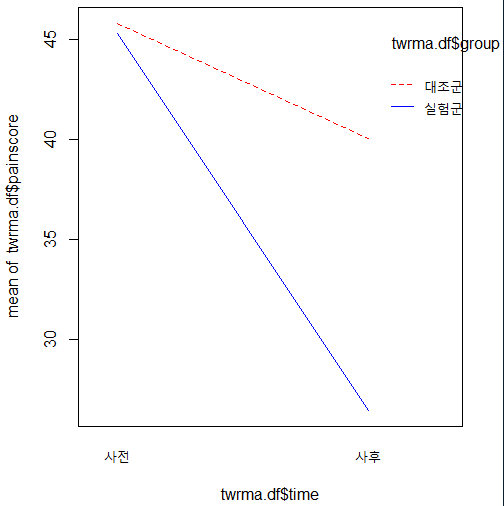 twrma.df$group
대조군
실험군
mean of twrma.df$painscore
45
40
35
30
사전 사후
twrma.df$time